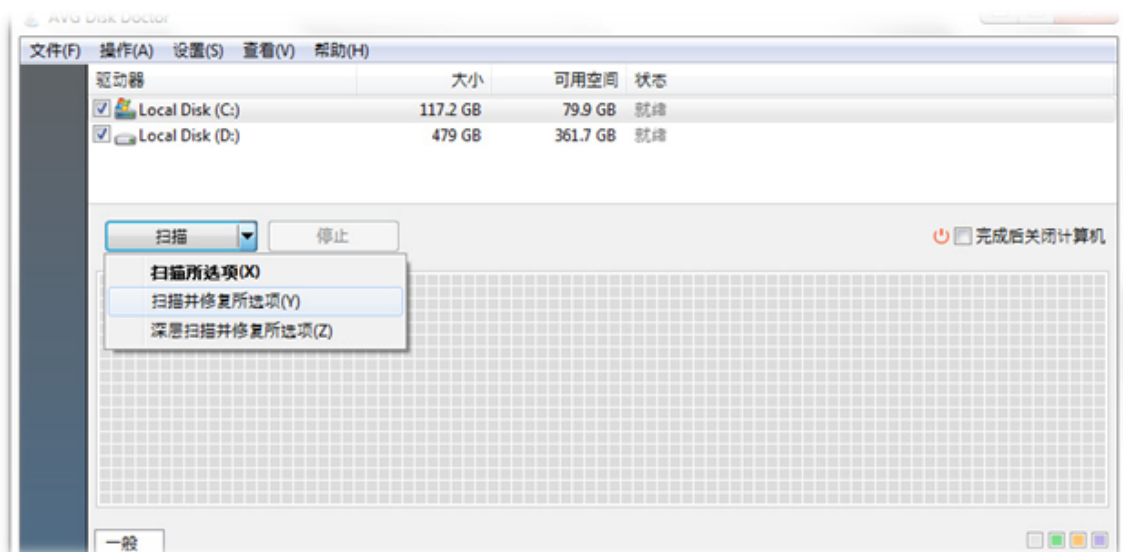 AVG Disk Doctor
文件(F) 操作(A) 设置(S) 查看(V) 帮助(H)
驱动器 大小 可用空间 状态
Local Disk (C:) 117.2 GB 79.9 GB 就绪
Local Disk (D:) 479 GB 361.7 GB 就绪
扫描 停止 完成后关闭计算机
扫描所选项(X)
扫描并修复所选项(Y)
深层扫描并修复所选项(Z)
一般